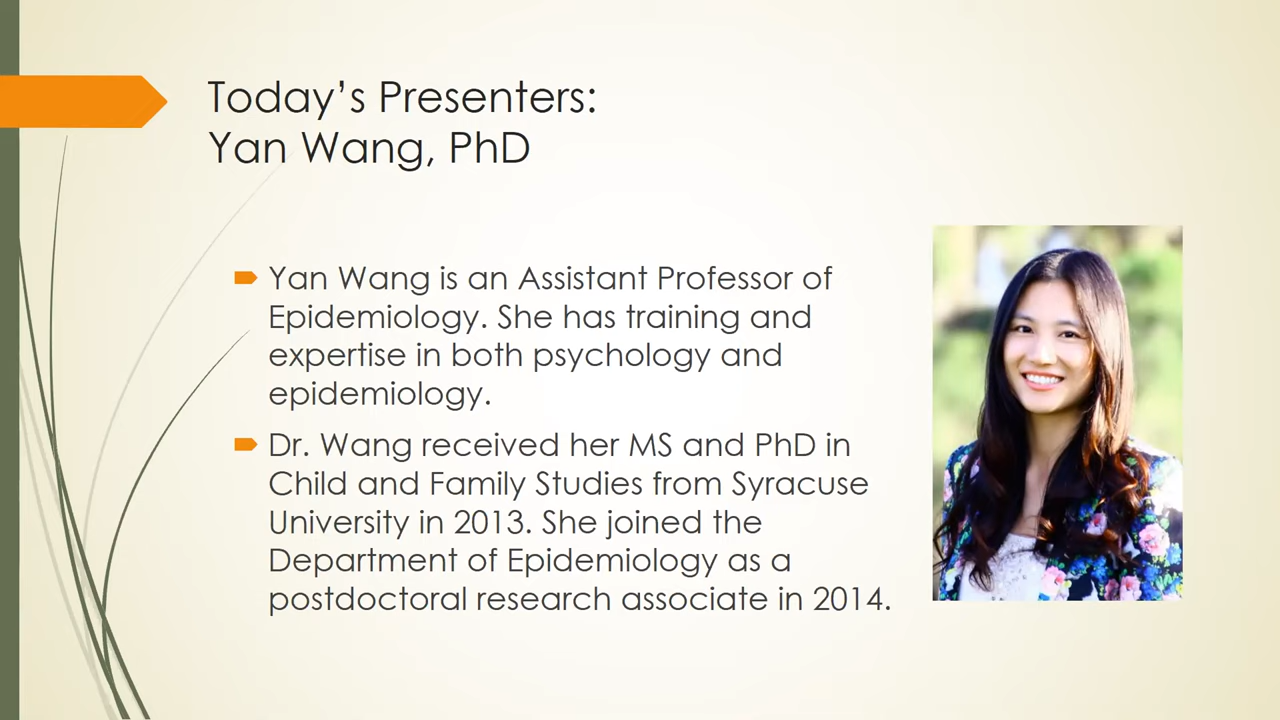 Today’s Presenters:
Yan Wang, PhD
Yan Wang is an Assistant Professor of
Epidemiology. She has training and
expertise in both psychology and
epidemiology.
Dr. Wang received her MS and PhD in
Child and Family Studies from Syracuse
University in 2013. She joined the
Department of Epidemiology as a
postdoctoral research associate in 2014.